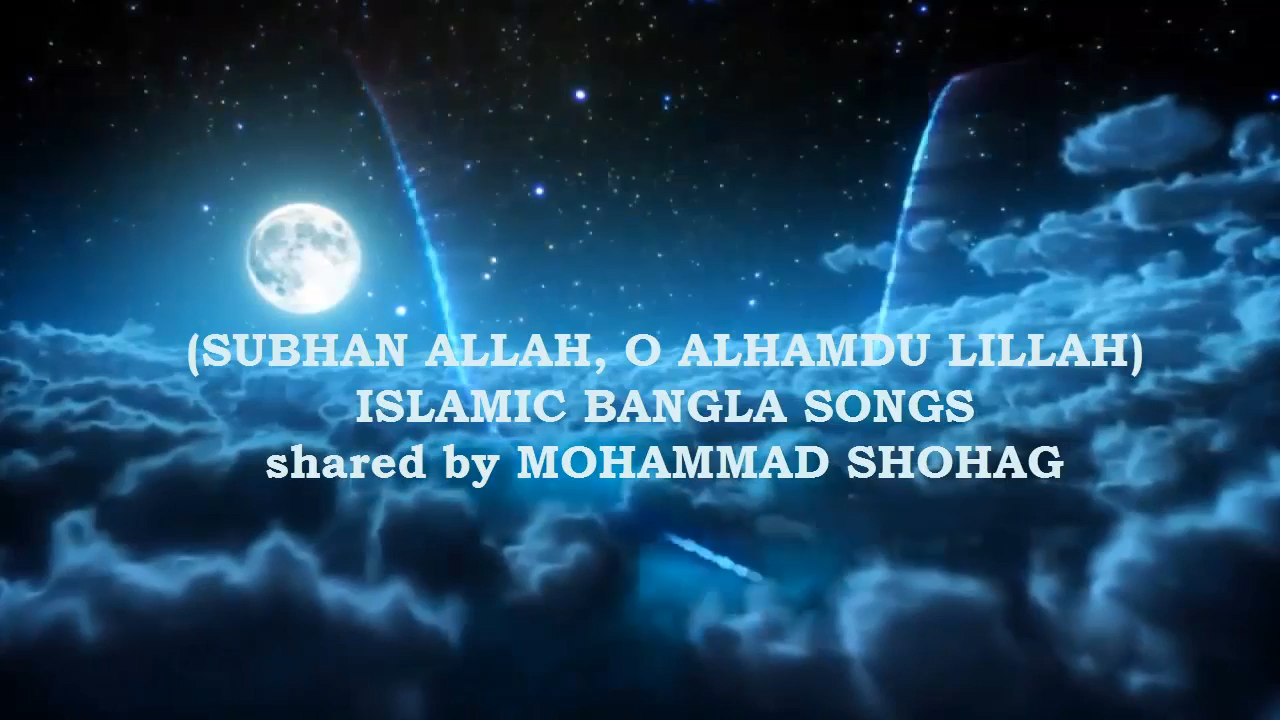 (SUBHAN ALLAH, O ALHAMDU LILLAH)
ISLAMIC BANGLA SONGS
shared by MOHAMMAD SHOHAG